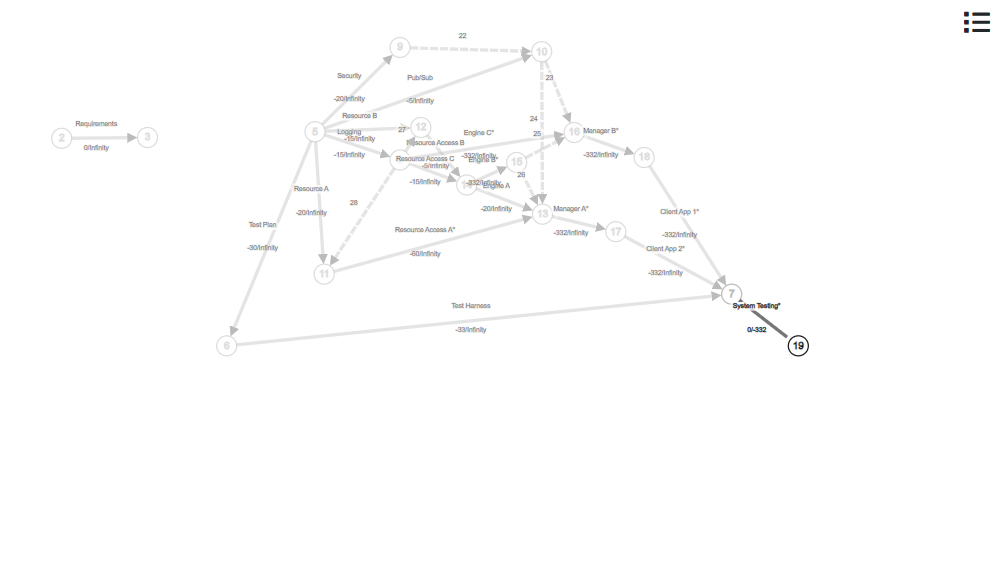 22
9
10
Security
Pub/Sub
23
-20/Infinity
-5/Infinity
Resource B
24
Requirements
2
3
0/Infinity
5
Logging
-15/Infinity
27
12
Engine C*
25
16
Manager B*
Resource Access B
-15/Infinity
Resource Access C
-5/Infinity
-332/Infinity
Engine B*
15
-332/Infinity
18
-15/Infinity
14
-332/Infinity
26
Engine A
Resource A
28
-20/Infinity
-20/Infinity
13
Manager A*
Client App 1*
Test Plan
Resource Access A*
-332/Infinity
17
-332/Infinity
-30/Infinity
-60/Infinity
Client App 2*
11
-332/Infinity
7
Test Harness
System Testing*
-33/Infinity
0/-332
6
19